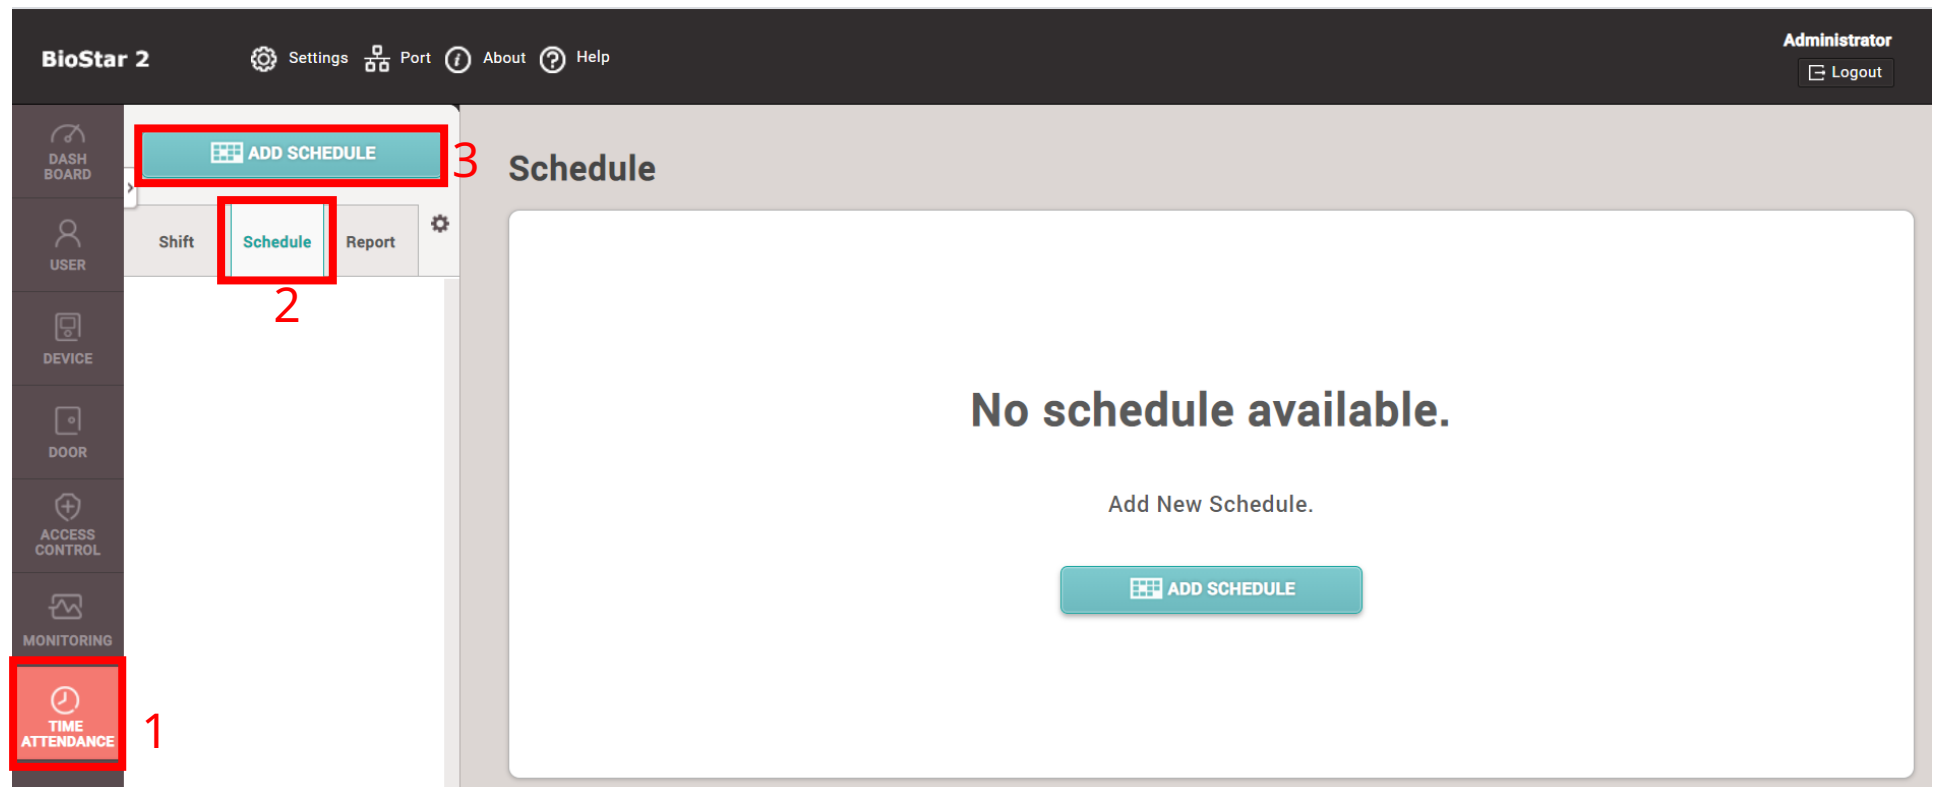 BioStar 2
Settings
Port
About
Help
Administrator
Logout
DASH
BOARD
USER
DEVICE
DOOR
ACCESS
CONTROL
MONITORING
TIME
ATTENDANCE
1
ADD SCHEDULE
3
Shift
Schedule
Report
2
Schedule
No schedule available.
Add New Schedule.
ADD SCHEDULE